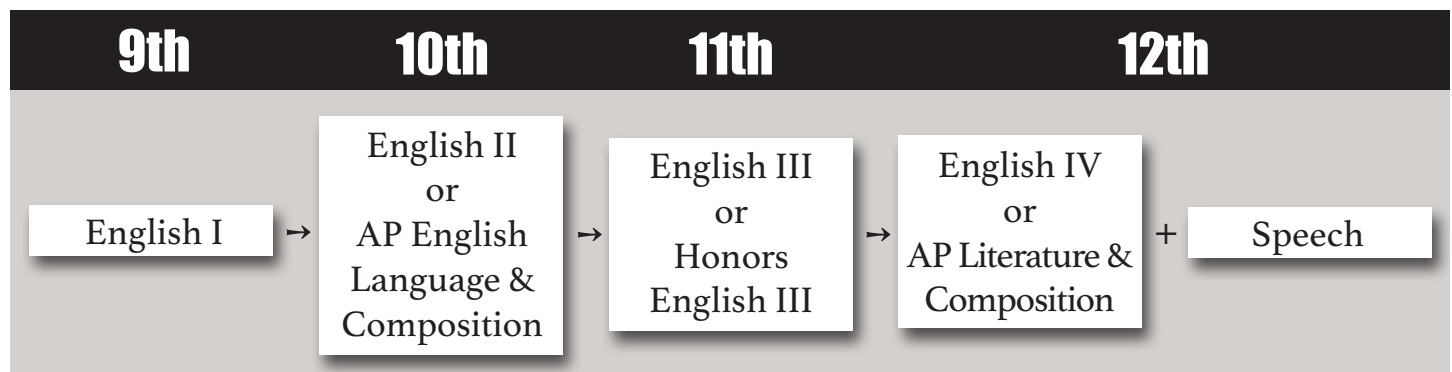 9th
10th
11th
12th
English I
→
English II
or
AP English
Language &
Composition
→
English III
or
Honors
English III
→
English IV
or
AP Literature &
Composition
+
Speech